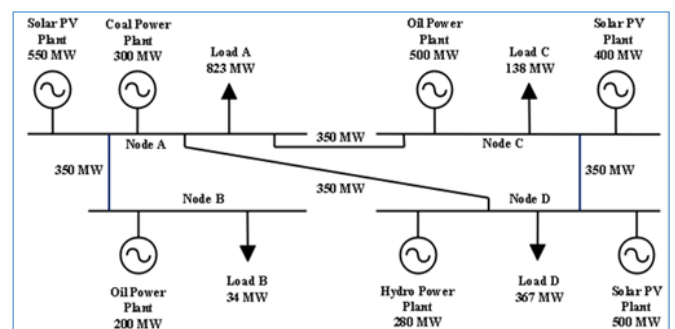 Solar PV
Plant
550 MW
Coal Power
Plant
300 MW
Load A
823 MW
Oil Power
Plant
500 MW
Load C
138 MW
Solar PV
Plant
400 MW
Node A
350 MW
Node C
350 MW
350 MW
350 MW
Node B
Node D
Oil Power
Plant
200 MW
Load B
34 MW
Hydro Power
Plant
280 MW
Load D
367 MW
Solar PV
Plant
500 MW